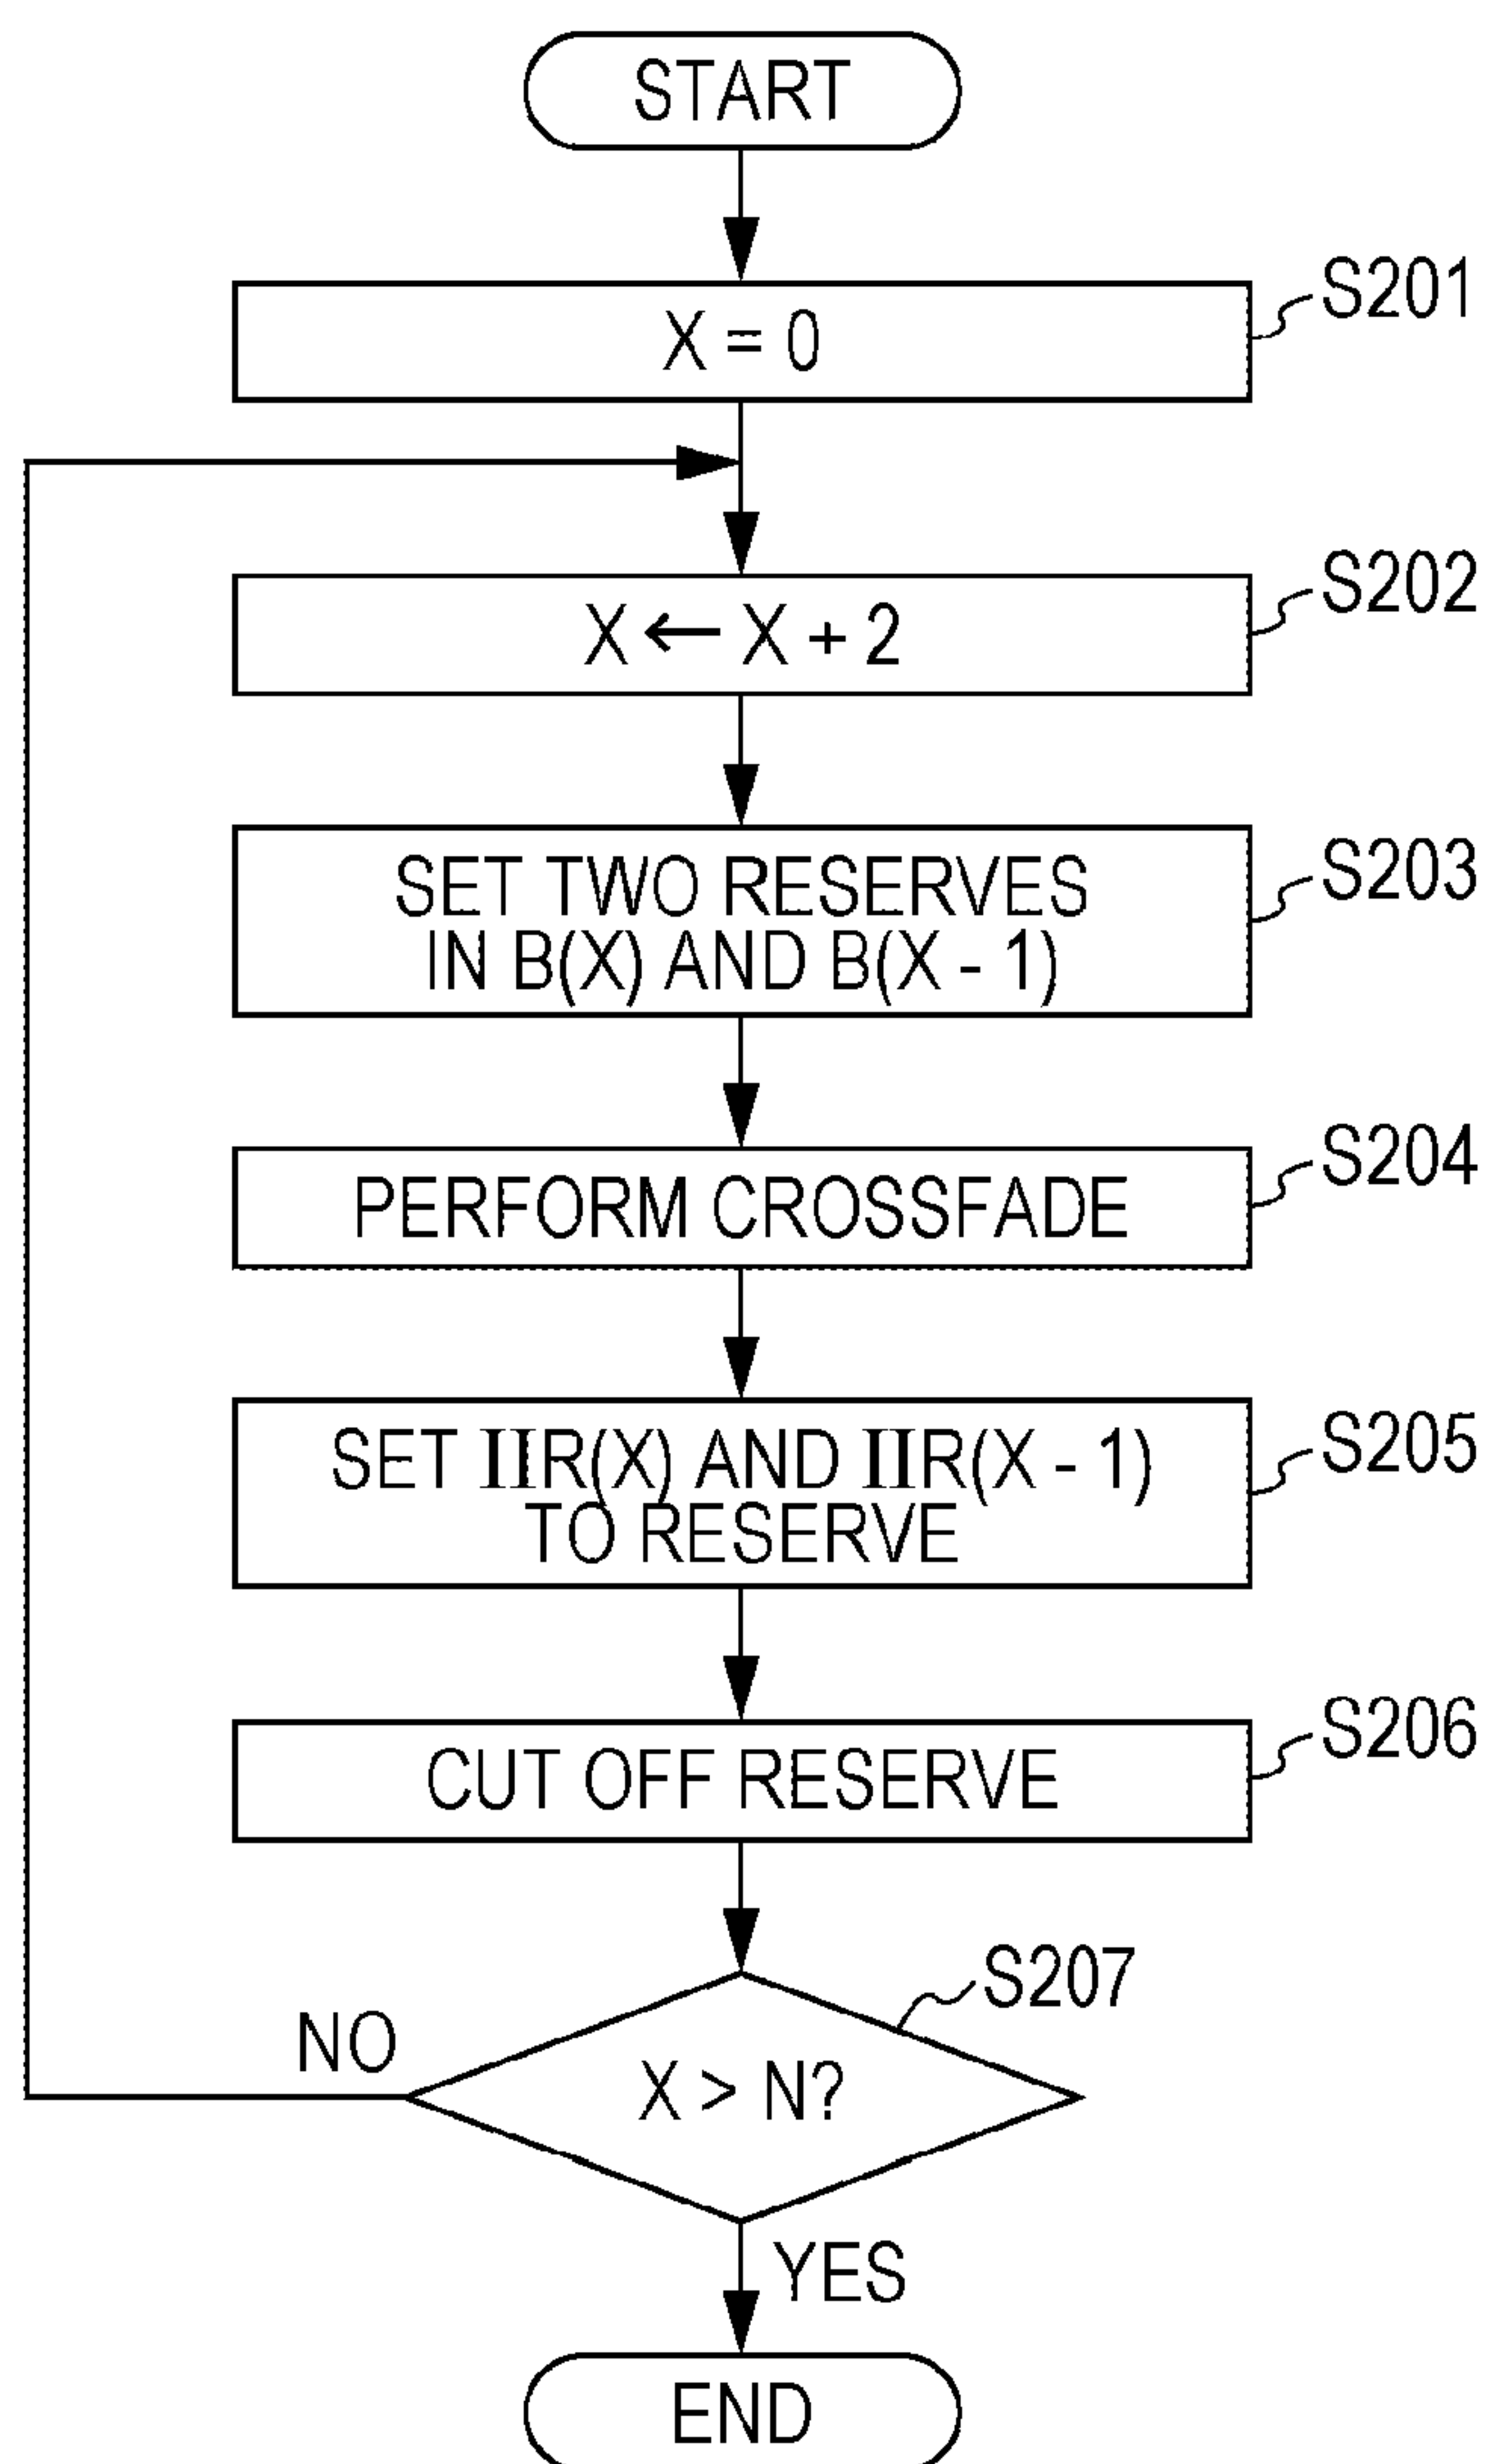 START
S201
X = 0
S202
X ← X + 2
S203
SET TWO RESERVES
IN B(X) AND B(X - 1)
S204
PERFORM CROSSFADE
S205
SET IIR(X) AND IIR(X - 1)
TO RESERVE
S206
CUT OFF RESERVE
S207
NO
X > N?
YES
END